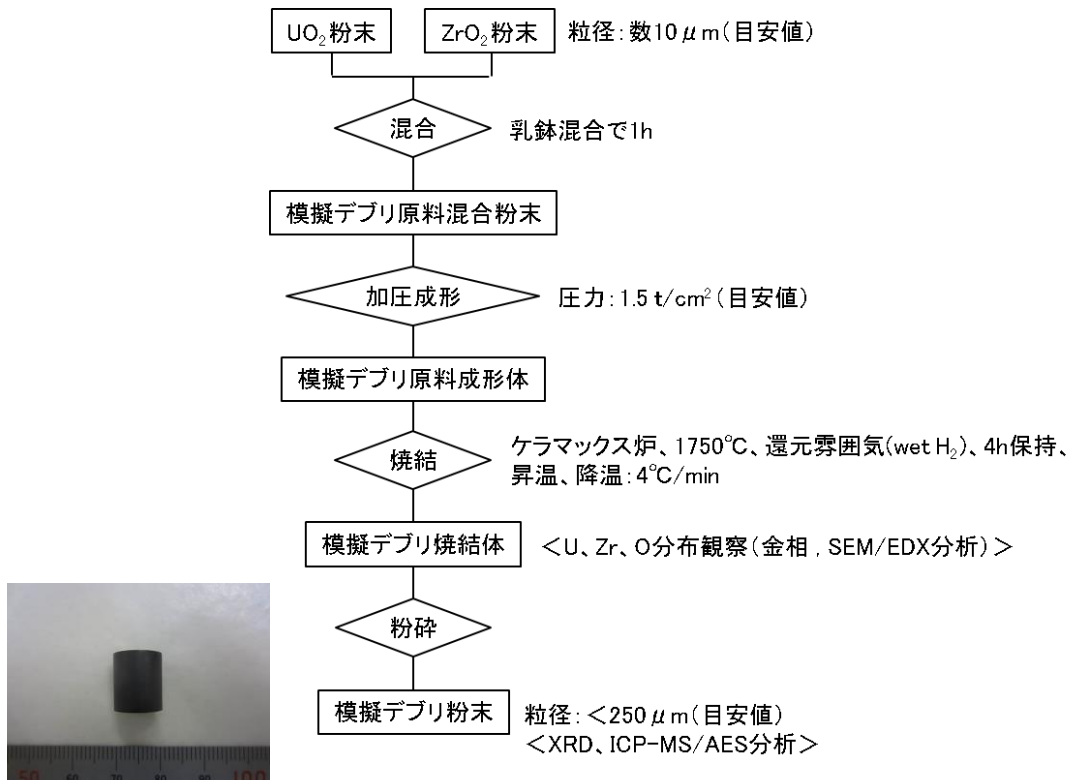 UO₂粉末
ZrO₂粉末
粒径：数10μm（目安値）
混合
乳鉢混合で1h
模擬デブリ原料混合粉末
加圧成形
圧力：1.5 t/cm²（目安値）
模擬デブリ原料成形体
焼結
ケラマックス炉、1750℃、還元雰囲気(wet H₂)、4h保持、
昇温、降温：4℃/min
模擬デブリ焼結体
＜U、Zr、O分布観察（金相 , SEM/EDX分析）＞
粉砕
模擬デブリ粉末
粒径：＜250μm（目安値）
＜XRD、ICP-MS/AES分析＞
50 60 70 80 90 100